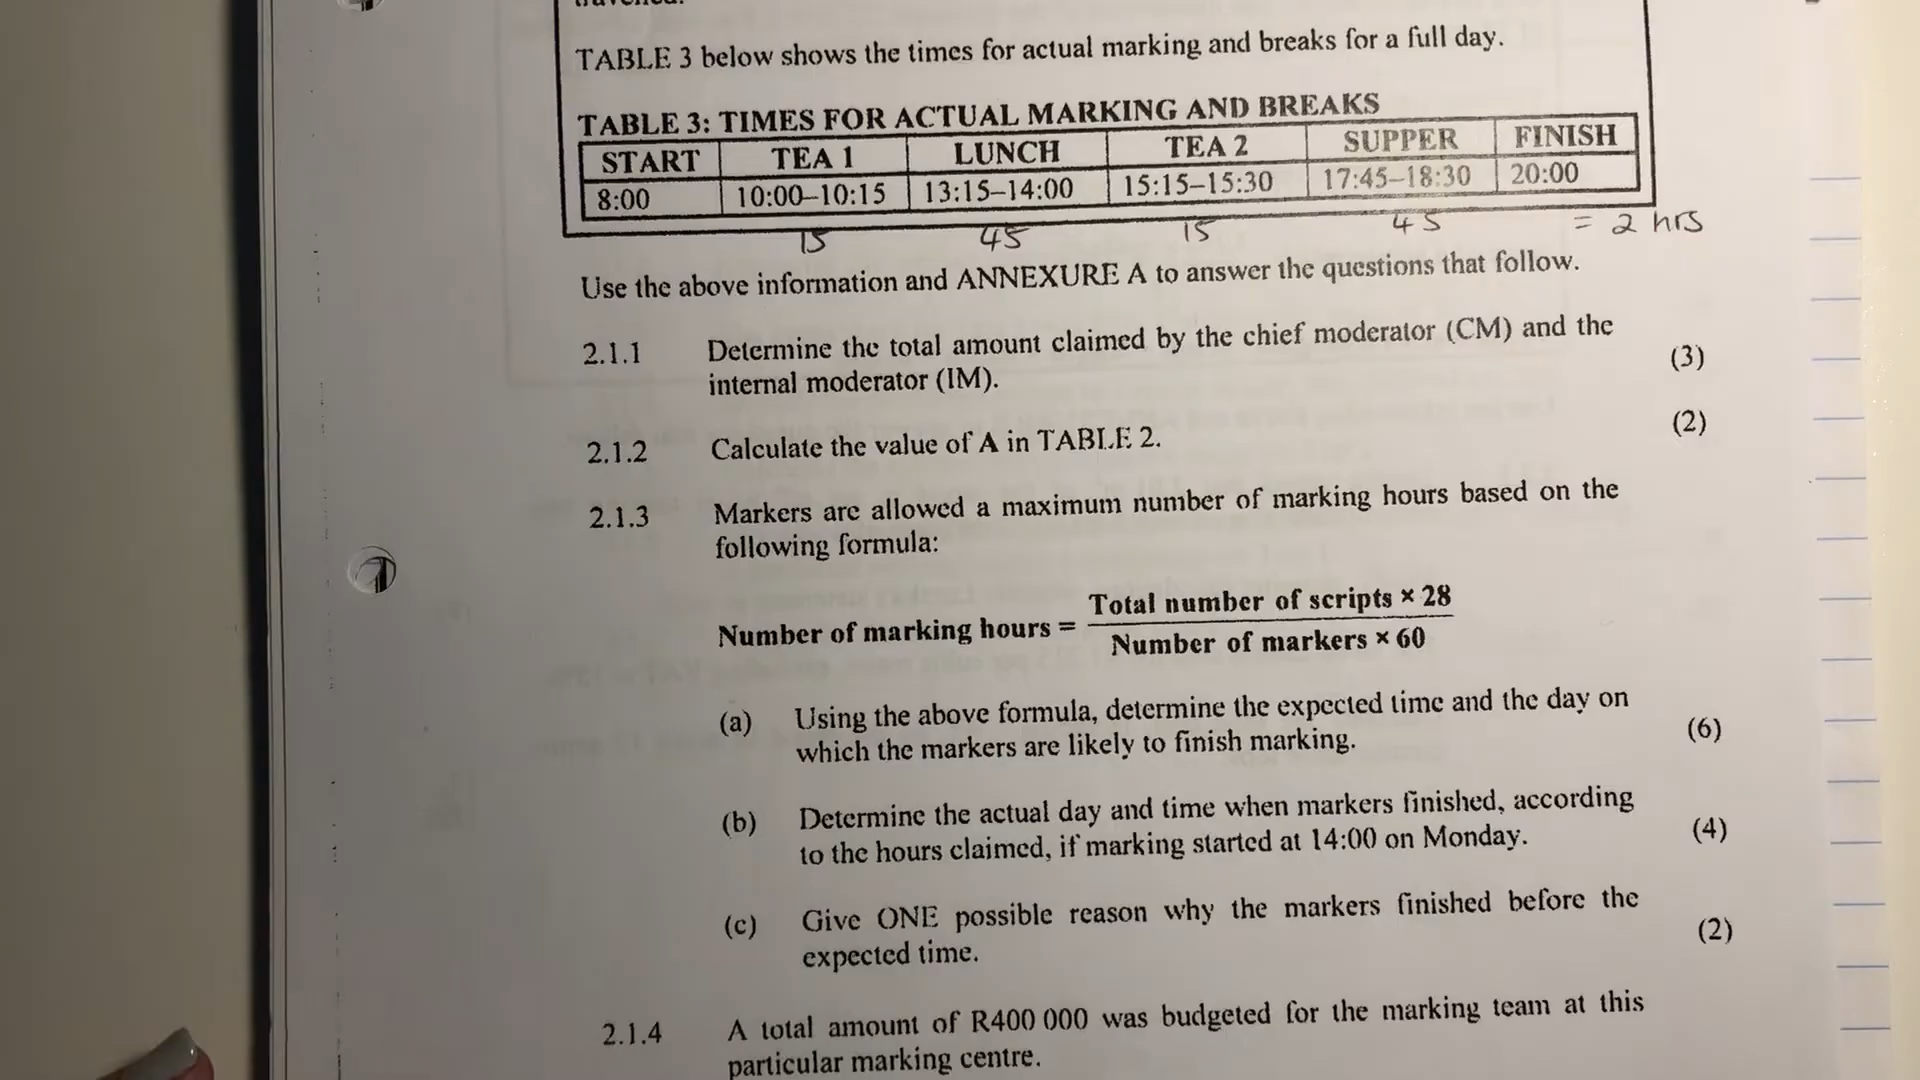 travelled.
TABLE 3 below shows the times for actual marking and breaks for a full day.
TABLE 3: TIMES FOR ACTUAL MARKING AND BREAKS
START TEA 1 LUNCH TEA 2 SUPPER FINISH
8:00 10:00–10:15 13:15–14:00 15:15–15:30 17:45–18:30 20:00
15 45 15 45 = 2 hrs
Use the above information and ANNEXURE A to answer the questions that follow.
2.1.1 Determine the total amount claimed by the chief moderator (CM) and the
internal moderator (IM). (3)
2.1.2 Calculate the value of A in TABLE 2. (2)
2.1.3 Markers are allowed a maximum number of marking hours based on the
following formula:
Number of marking hours = Total number of scripts × 28
Number of markers × 60
(a) Using the above formula, determine the expected time and the day on
which the markers are likely to finish marking. (6)
(b) Determine the actual day and time when markers finished, according
to the hours claimed, if marking started at 14:00 on Monday. (4)
(c) Give ONE possible reason why the markers finished before the
expected time. (2)
2.1.4 A total amount of R400 000 was budgeted for the marking team at this
particular marking centre.